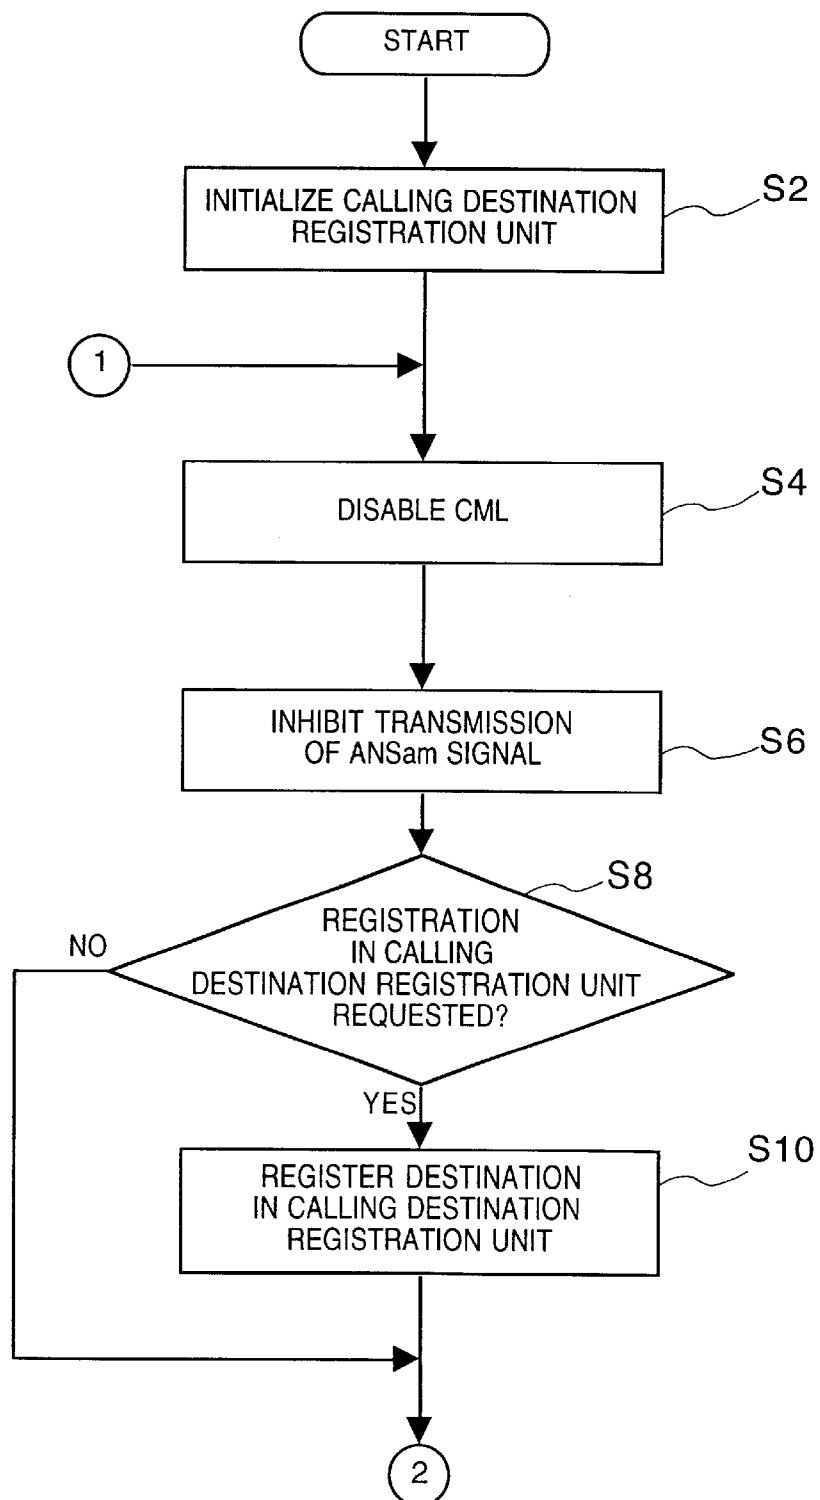 START
INITIALIZE CALLING DESTINATION
REGISTRATION UNIT
S2
1
DISABLE CML
S4
INHIBIT TRANSMISSION
OF ANSam SIGNAL
S6
S8
REGISTRATION
IN CALLING
DESTINATION REGISTRATION UNIT
REQUESTED?
NO
YES
REGISTER DESTINATION
IN CALLING DESTINATION
REGISTRATION UNIT
S10
2